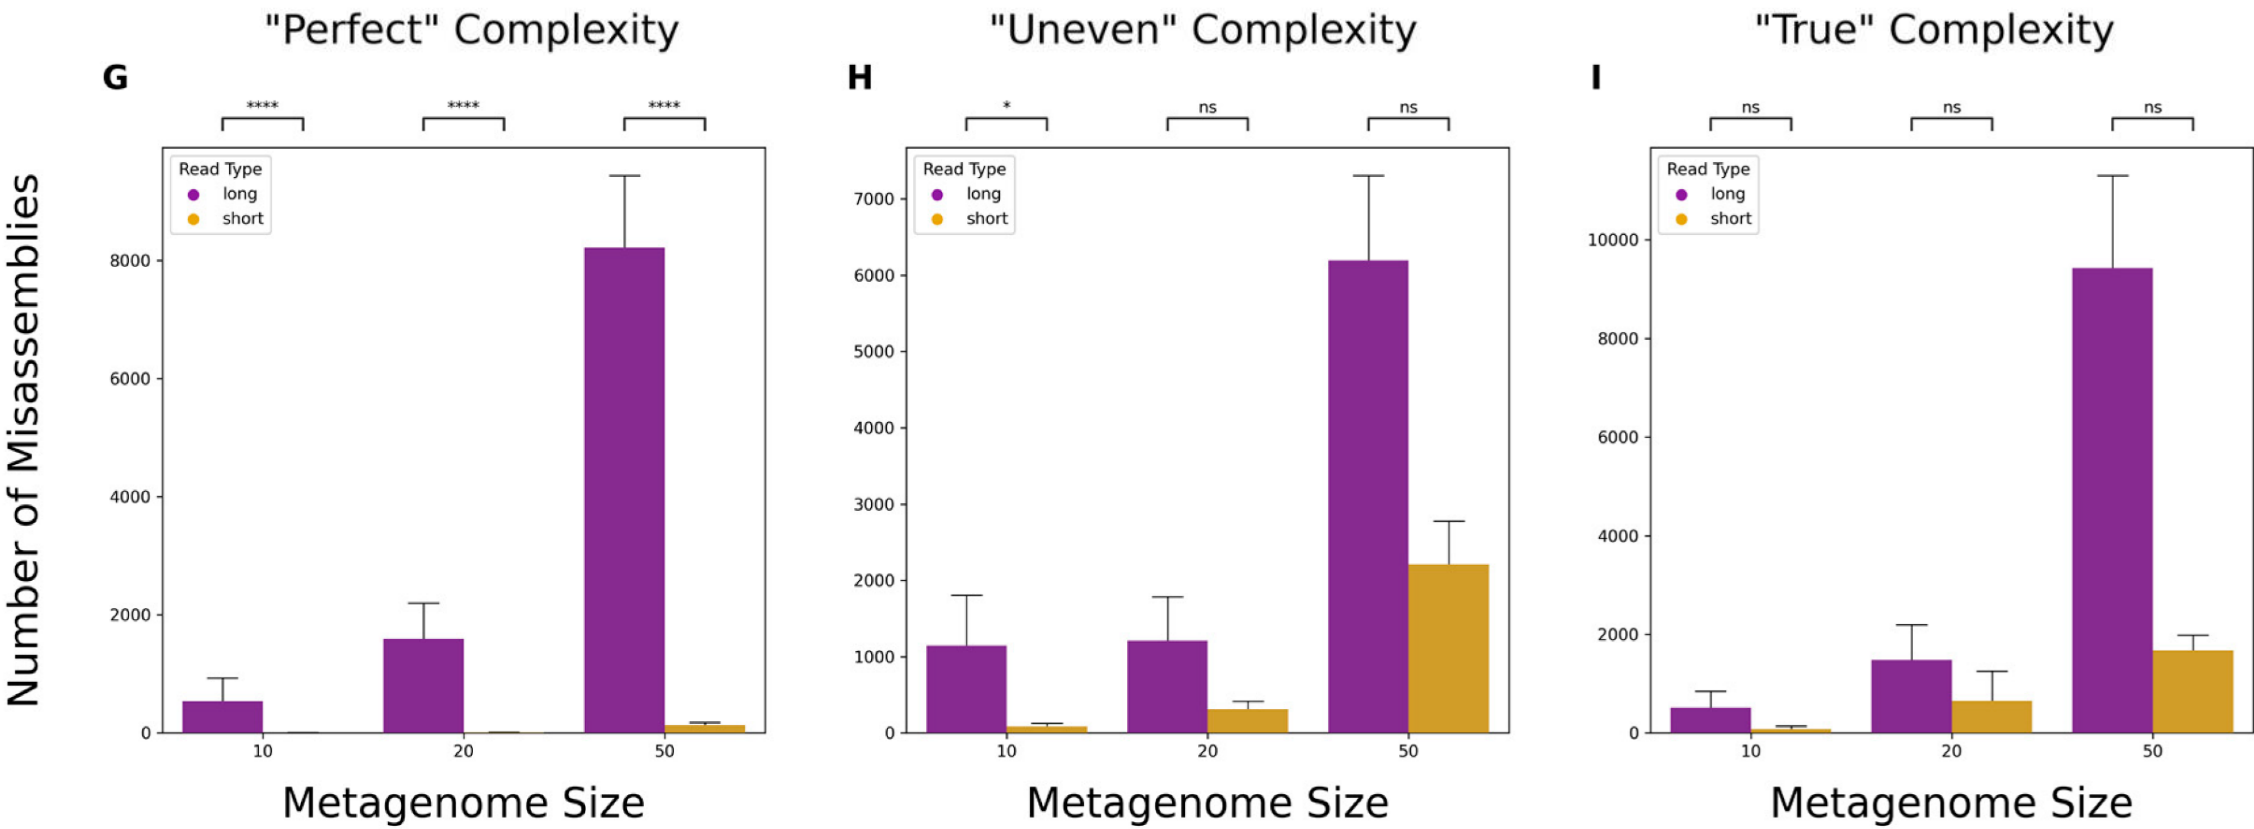 "Perfect" Complexity
"Uneven" Complexity
"True" Complexity
G
H
I
**** **** ****
* ns ns
ns ns ns
Number of Misassemblies
Read Type
long
short
8000
6000
4000
2000
0
10 20 50
Metagenome Size
Read Type
long
short
7000
6000
5000
4000
3000
2000
1000
0
10 20 50
Metagenome Size
Read Type
long
short
10000
8000
6000
4000
2000
0
10 20 50
Metagenome Size